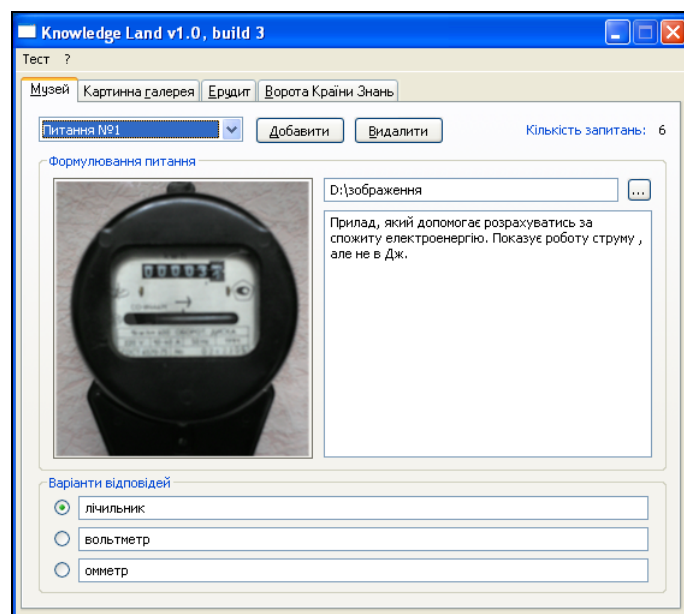 Knowledge Land v1.0, build 3
Тест ?
Музей Картинна галерея Ерудит Ворота Країни Знань
Питання №1 Добавити Видалити Кількість запитань: 6
Формулювання питання
D:\зображення ...
Прилад, який допомогає розрахуватись за
спожиту електроенергію. Показує роботу струму ,
але не в Дж.
Варіанти відповідей
лічильник
вольтметр
омметр